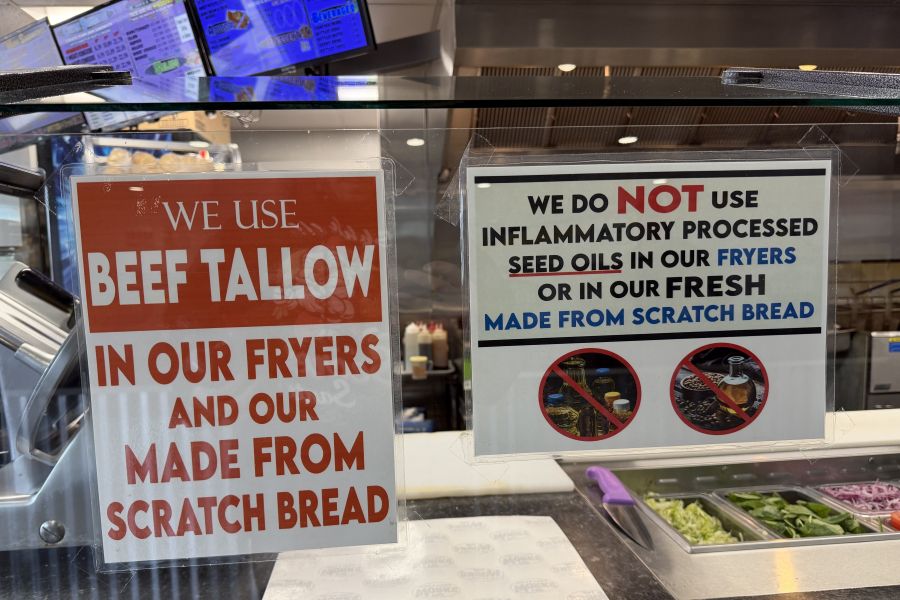 BEVERAGES
WE USE
BEEF TALLOW
IN OUR FRYERS
AND OUR
MADE FROM
SCRATCH BREAD
WE DO NOT USE
INFLAMMATORY PROCESSED
SEED OILS IN OUR FRYERS
OR IN OUR FRESH
MADE FROM SCRATCH BREAD